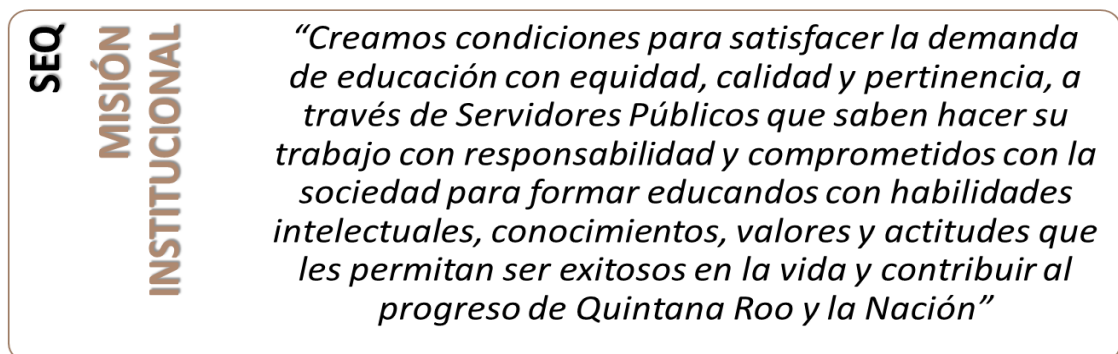 SEQ
MISIÓN
INSTITUCIONAL
“Creamos condiciones para satisfacer la demanda
de educación con equidad, calidad y pertinencia, a
través de Servidores Públicos que saben hacer su
trabajo con responsabilidad y comprometidos con la
sociedad para formar educandos con habilidades
intelectuales, conocimientos, valores y actitudes que
les permitan ser exitosos en la vida y contribuir al
progreso de Quintana Roo y la Nación”